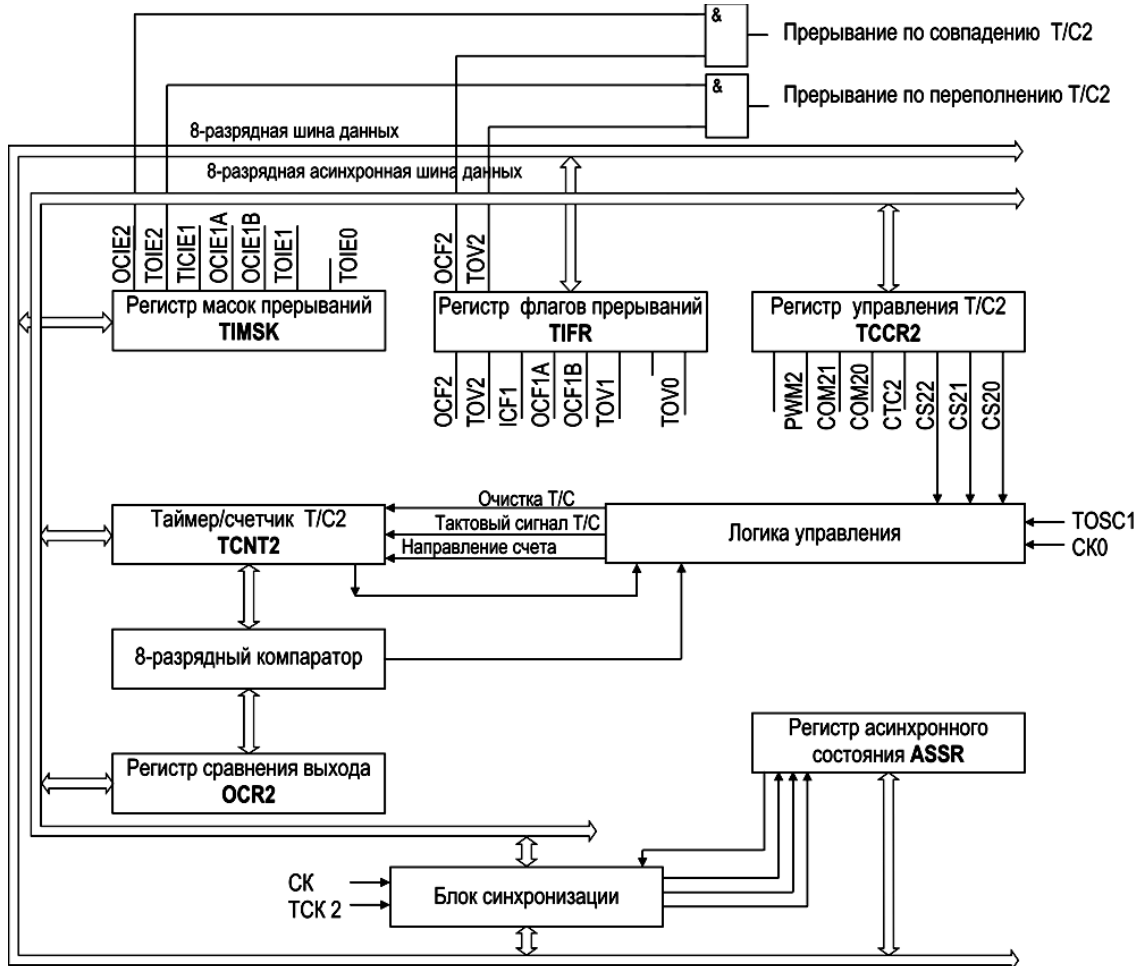 &
Прерывание по совпадению Т/С2
&
Прерывание по переполнению Т/С2
8-разрядная шина данных
8-разрядная асинхронная шина данных
OCIE2
TOIE2
TICIE1
OCIE1A
OCIE1B
TOIE1
TOIE0
OCF2
TOV2
Регистр масок прерываний
TIMSK
Регистр флагов прерываний
TIFR
Регистр управления Т/С2
TCCR2
OCF2
TOV2
ICF1
OCF1A
OCF1B
TOV1
TOV0
PWM2
COM21
COM20
CTC2
CS22
CS21
CS20
Таймер/счетчик Т/С2
TCNT2
Очистка Т/С
Тактовый сигнал Т/С
Направление счета
Логика управления
TOSC1
CK0
8-разрядный компаратор
Регистр сравнения выхода
OCR2
Регистр асинхронного
состояния ASSR
СК
ТСК 2
Блок синхронизации